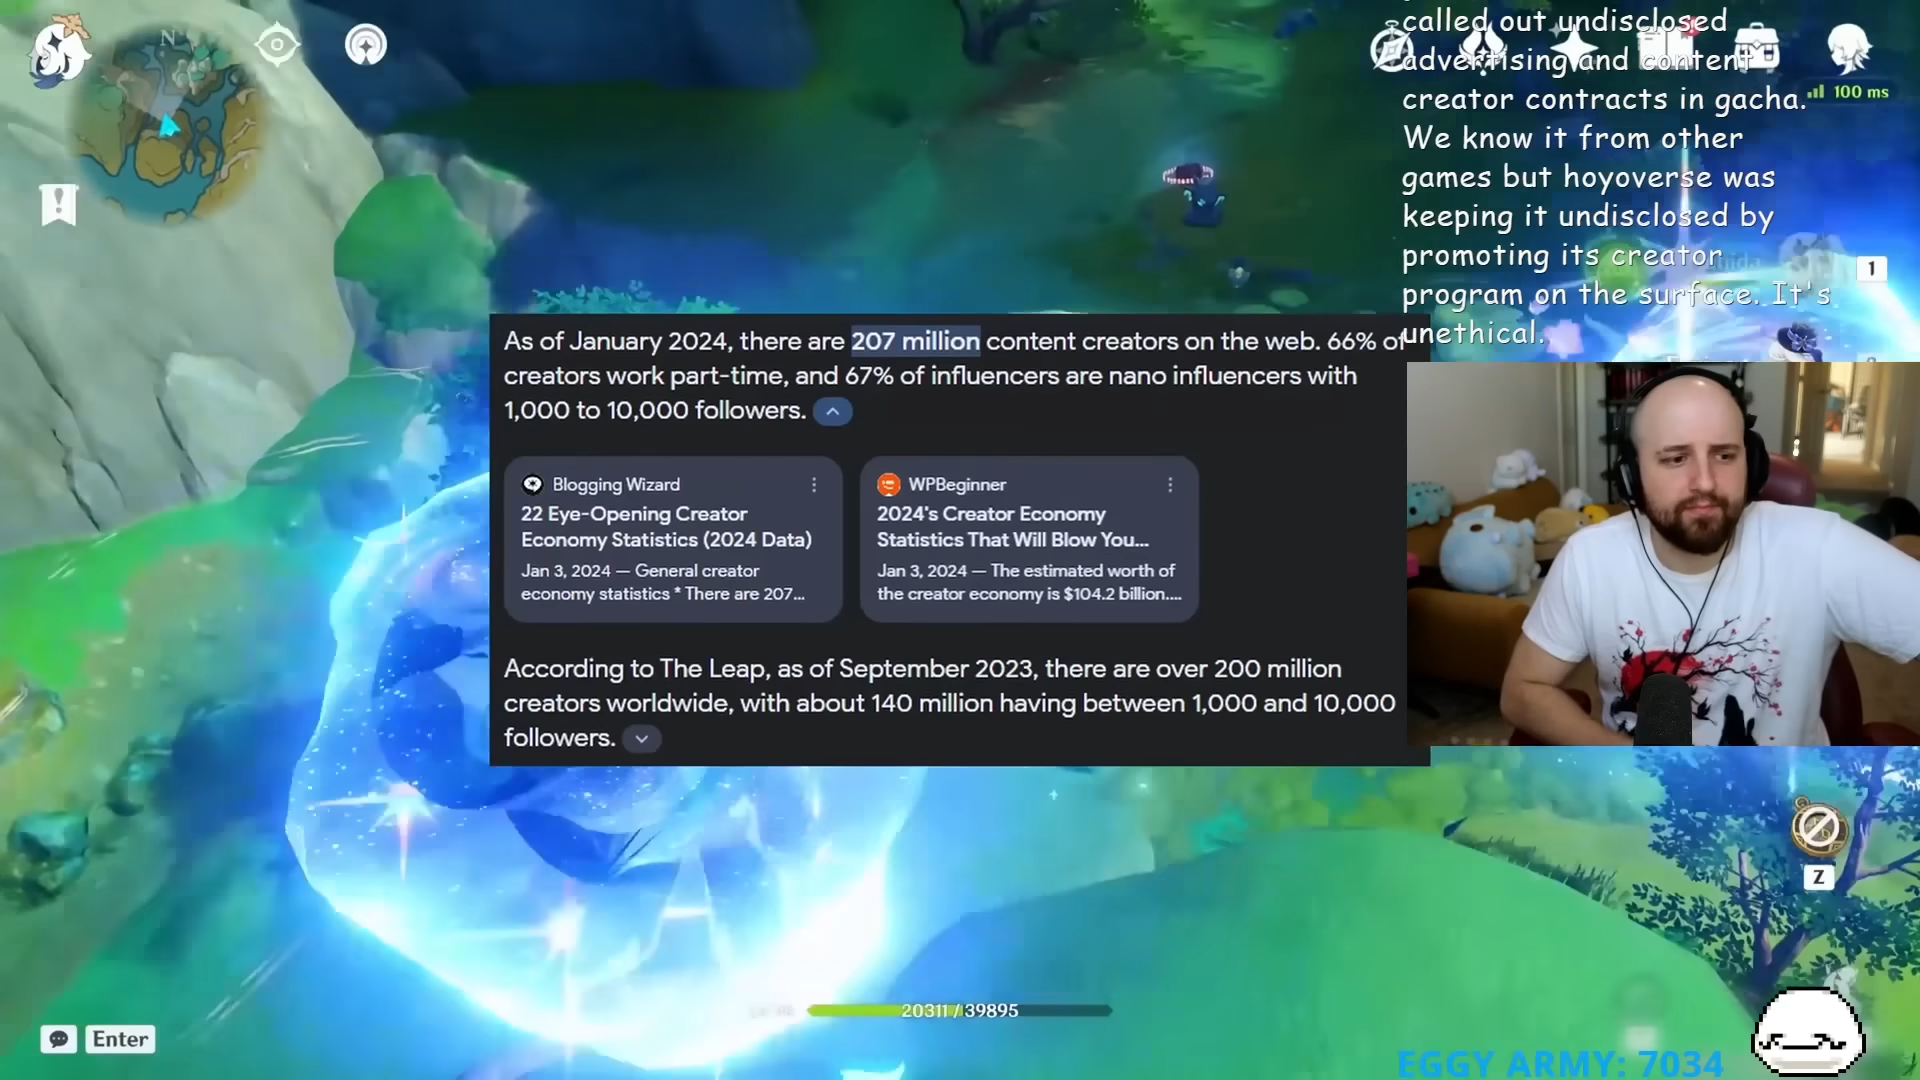 N
called out undisclosed
advertising and content
creator contracts in gacha.
We know it from other
games but hoyoverse was
keeping it undisclosed by
promoting its creator
program on the surface. It's
unethical.
100 ms
1
As of January 2024, there are 207 million content creators on the web. 66% of
creators work part-time, and 67% of influencers are nano influencers with
1,000 to 10,000 followers.
Blogging Wizard
22 Eye-Opening Creator
Economy Statistics (2024 Data)
Jan 3, 2024 — General creator
economy statistics * There are 207...
WPBeginner
2024's Creator Economy
Statistics That Will Blow You...
Jan 3, 2024 — The estimated worth of
the creator economy is $104.2 billion....
According to The Leap, as of September 2023, there are over 200 million
creators worldwide, with about 140 million having between 1,000 and 10,000
followers.
Z
20311 / 39895
Enter
EGGY ARMY: 7034